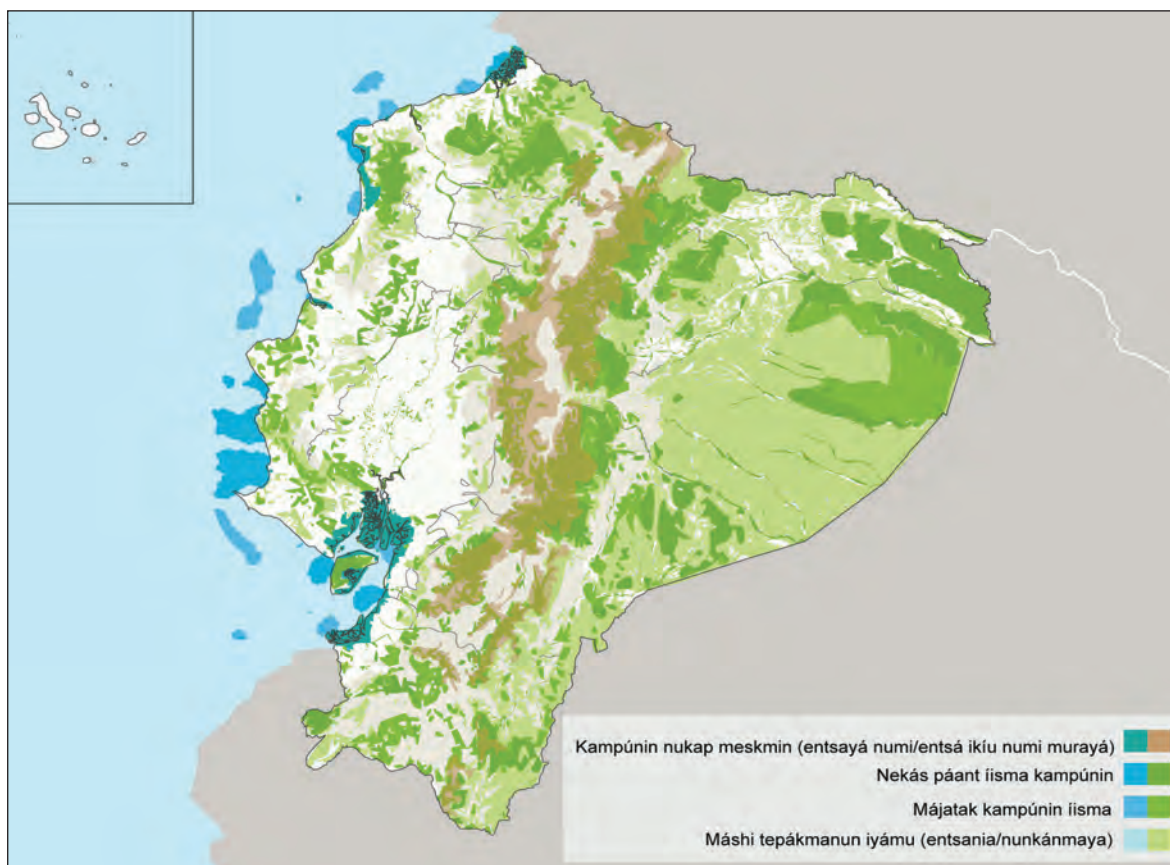 Kampúnin nukap meskmin (entsayá numi/entsá ikíu numi murayá)
Nekás páant íisma kampúnin
Májatak kampúnin íisma
Máshi tepákmanun iyámu (entsania/nunkánmaya)